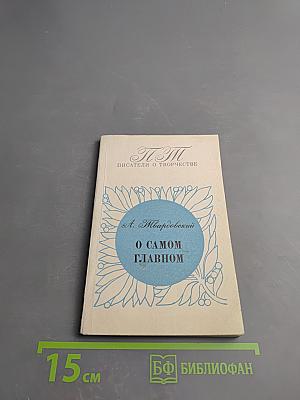 ПТ
ПИСАТЕЛИ О ТВОРЧЕСТВЕ
А. Твардовский
О САМОМ
ГЛАВНОМ
15 см
БФ БИБЛИОФАН